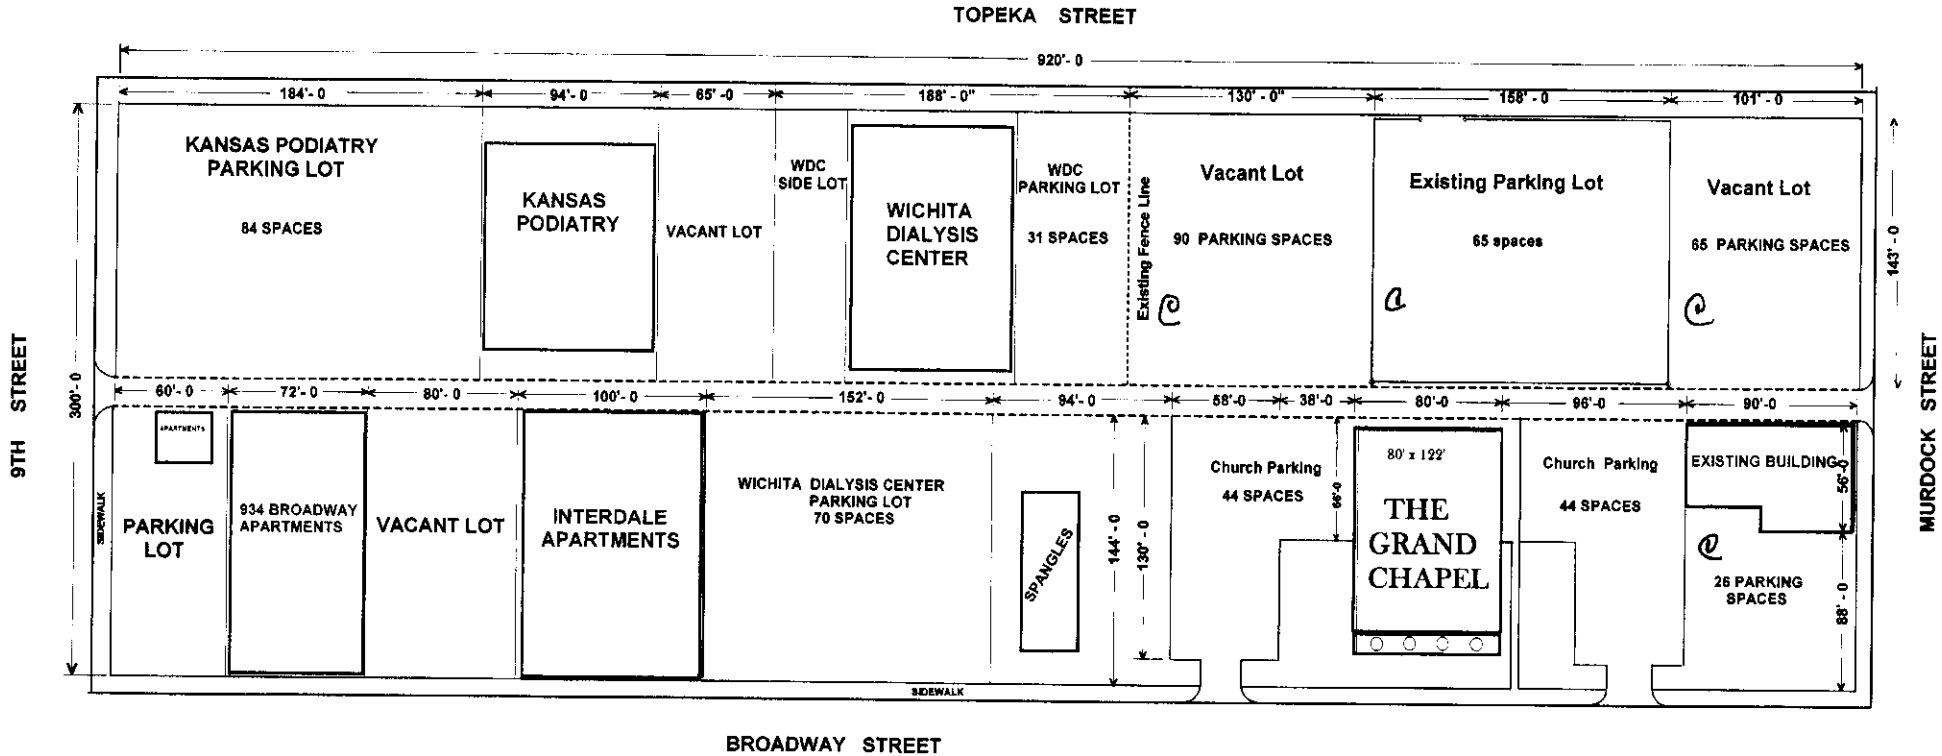 TOPEKA STREET
920'- 0
184'- 0
94'- 0
65' - 0
188' - 0"
130' - 0"
158' - 0
101' - 0
KANSAS PODIATRY
PARKING LOT
84 SPACES
KANSAS
PODIATRY
VACANT LOT
WDC
SIDE LOT
WICHITA
DIALYSIS
CENTER
WDC
PARKING LOT
31 SPACES
Existing Fence Line
Vacant Lot
90 PARKING SPACES
Existing Parking Lot
65 spaces
Vacant Lot
65 PARKING SPACES
143' - 0
9TH STREET
300'- 0
MURDOCK STREET
60'- 0
72'- 0
80'- 0
100'- 0
152'- 0
94'- 0
58'- 0
38'-0
80'- 0
96'-0
90'-0
APARTMENTS
SIDEWALK
PARKING
LOT
934 BROADWAY
APARTMENTS
VACANT LOT
INTERDALE
APARTMENTS
WICHITA DIALYSIS CENTER
PARKING LOT
70 SPACES
SPANGLES
144' - 0
130' - 0
Church Parking
44 SPACES
66'-0
80' x 122'
THE
GRAND
CHAPEL
Church Parking
44 SPACES
EXISTING BUILDING
56'-0
26 PARKING
SPACES
88' - 0
SIDEWALK
BROADWAY STREET